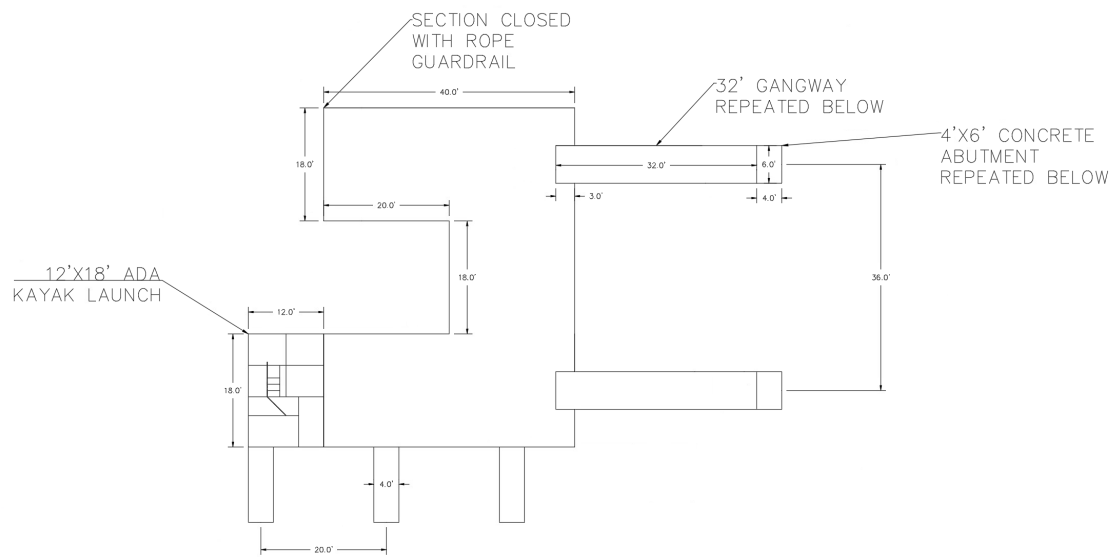 SECTION CLOSED
WITH ROPE
GUARDRAIL
40.0'
32' GANGWAY
REPEATED BELOW
4'X6' CONCRETE
ABUTMENT
REPEATED BELOW
18.0'
32.0'
6.0'
3.0'
4.0'
20.0'
18.0'
36.0'
12'X18' ADA
KAYAK LAUNCH
12.0'
18.0'
4.0'
20.0'